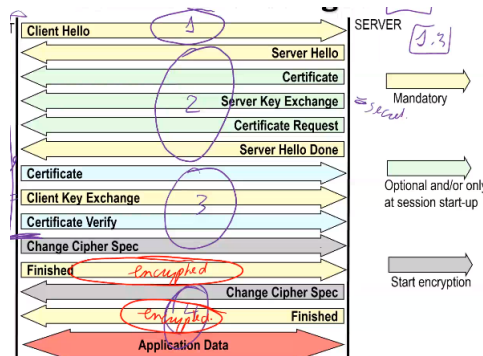 Client Hello
1
SERVER
1.3
Server Hello
Certificate
Mandatory
Server Key Exchange
2
= secret.
Certificate Request
Server Hello Done
Certificate
Optional and/or only
at session start-up
Client Key Exchange
3
Certificate Verify
Change Cipher Spec
Finished
encrypted
Start encryption
Change Cipher Spec
encrypted.
4
Finished
Application Data